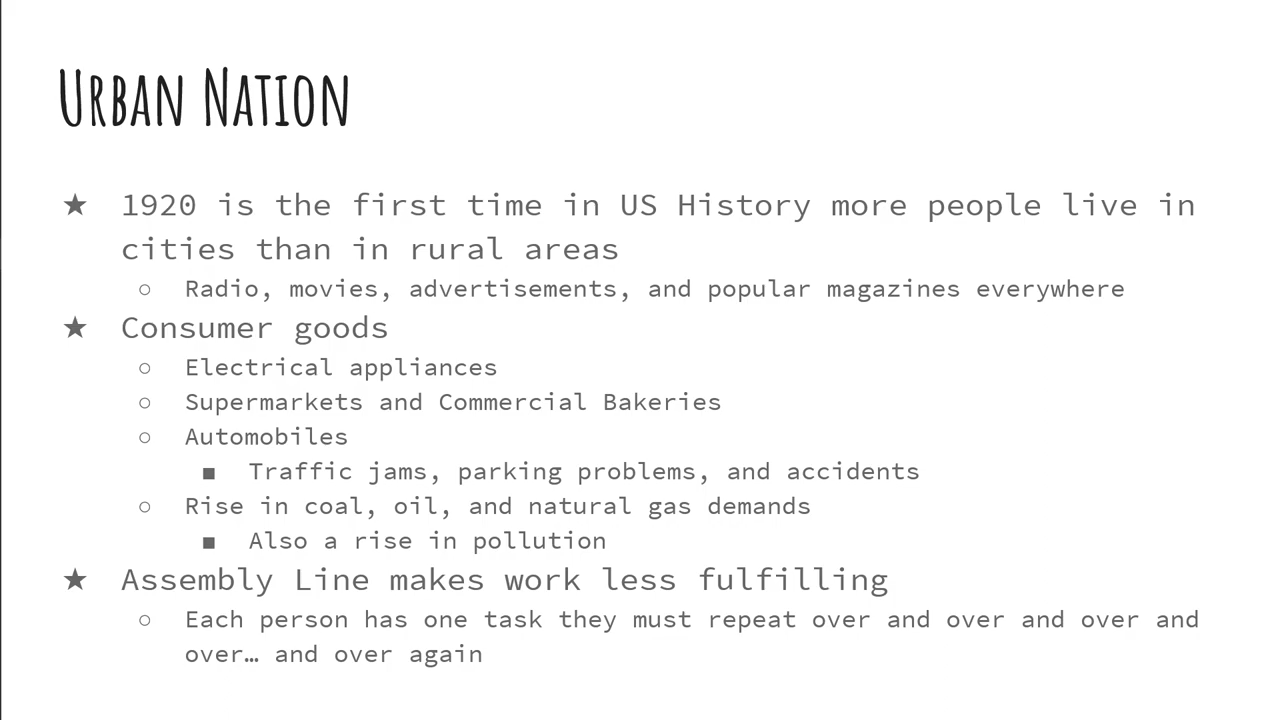 Urban Nation
★ 1920 is the first time in US History more people live in
cities than in rural areas
○ Radio, movies, advertisements, and popular magazines everywhere
★ Consumer goods
○ Electrical appliances
○ Supermarkets and Commercial Bakeries
○ Automobiles
■ Traffic jams, parking problems, and accidents
○ Rise in coal, oil, and natural gas demands
■ Also a rise in pollution
★ Assembly Line makes work less fulfilling
○ Each person has one task they must repeat over and over and over and
over… and over again